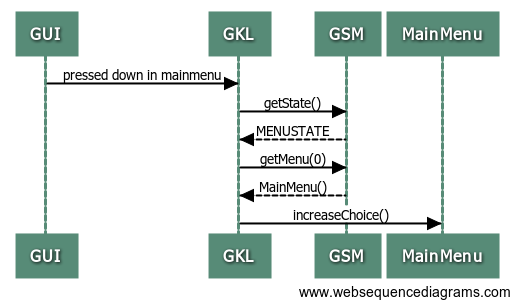 GUI GKL GSM MainMenu
pressed down in mainmenu
getState()
MENUSTATE
getMenu(0)
MainMenu()
increaseChoice()
GUI GKL GSM MainMenu
www.websequencediagrams.com